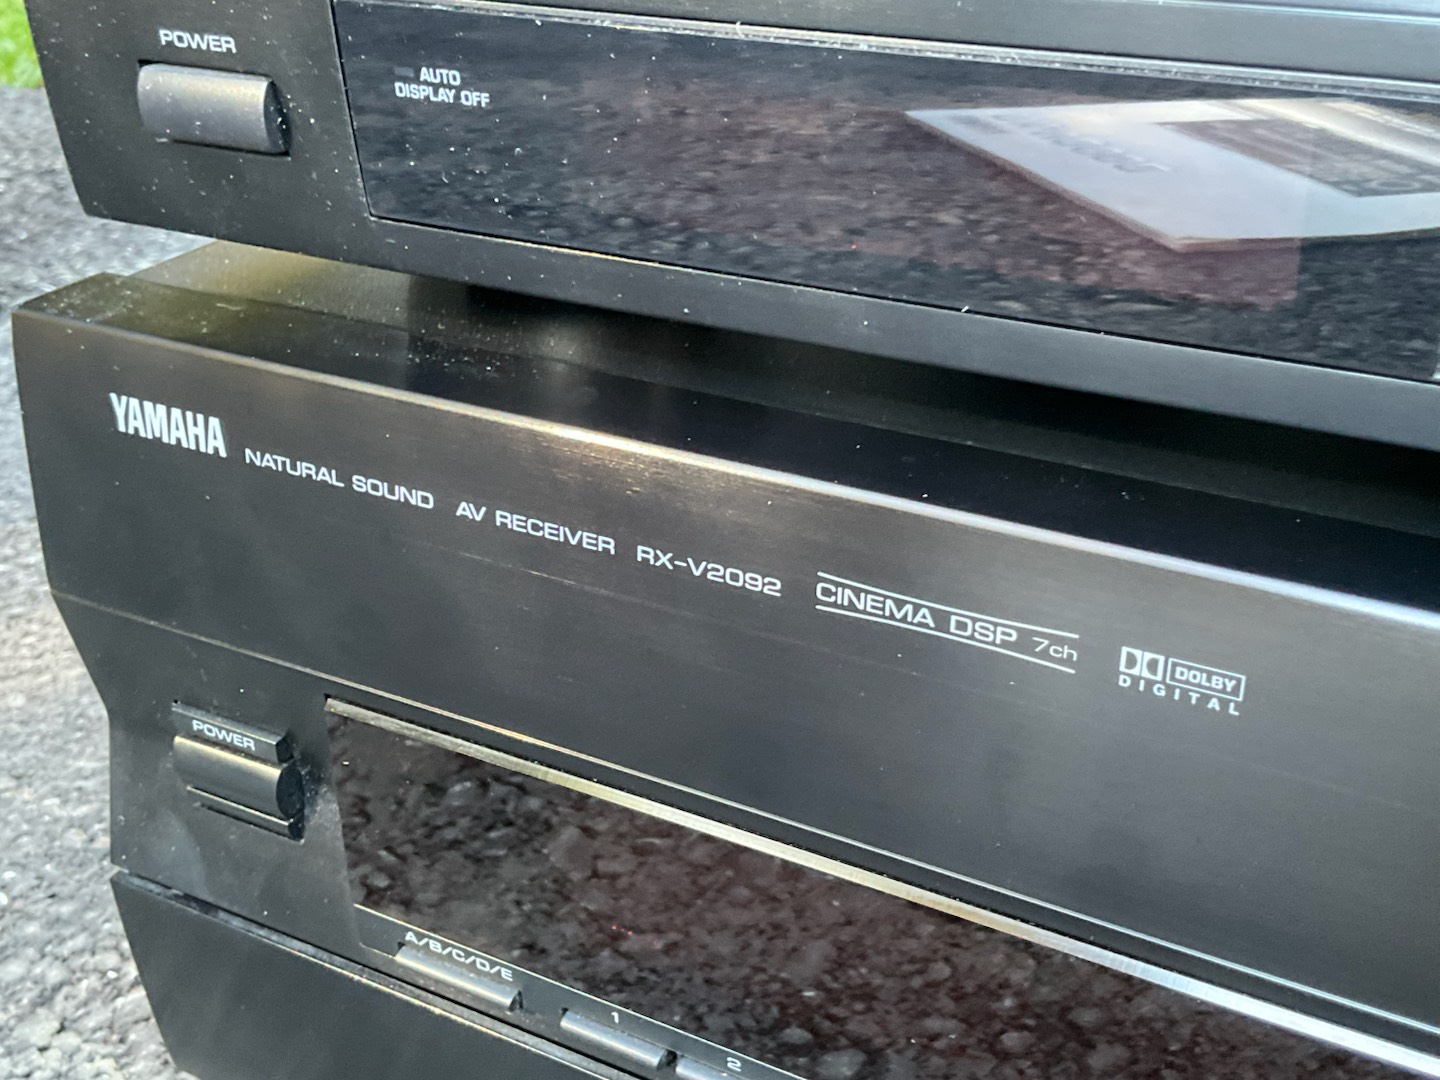 POWER
AUTO
DISPLAY OFF
YAMAHA NATURAL SOUND AV RECEIVER RX-V2092 CINEMA DSP 7ch DOLBY
DIGITAL
POWER
A/B/C/D/E
1
2